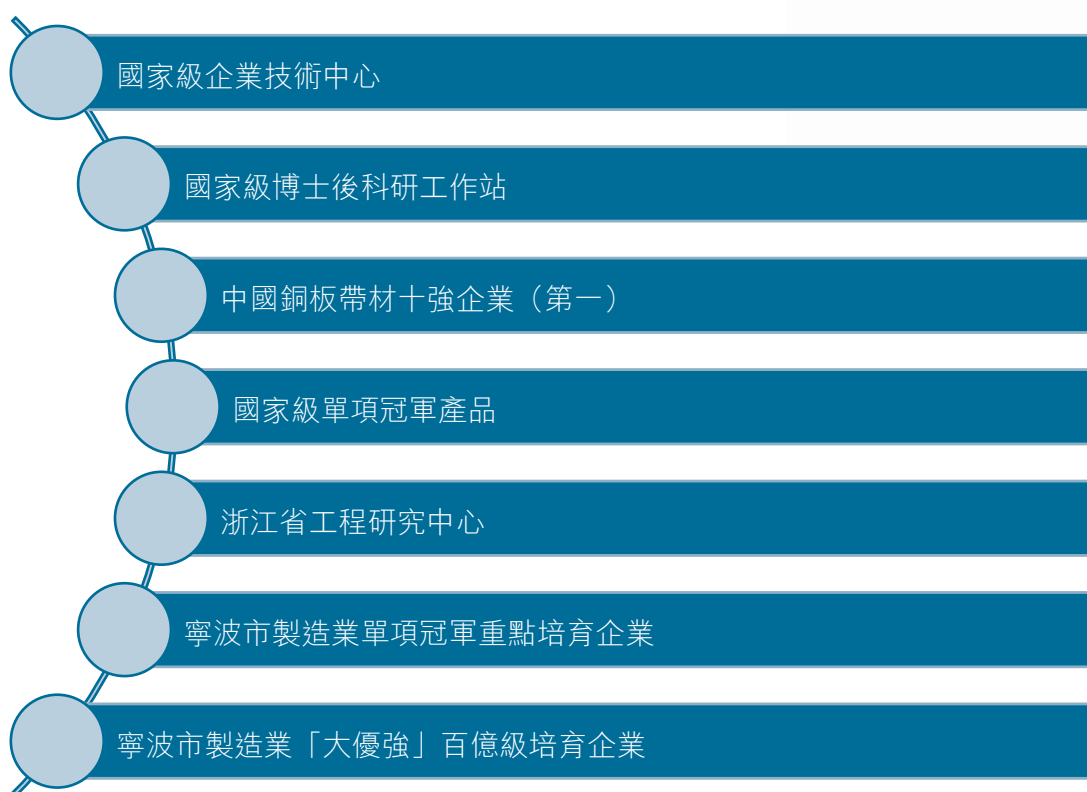 國家級企業技術中心
國家級博士後科研工作站
中國銅板帶材十強企業（第一）
國家級單項冠軍產品
浙江省工程研究中心
寧波市製造業單項冠軍重點培育企業
寧波市製造業「大優強」百億級培育企業